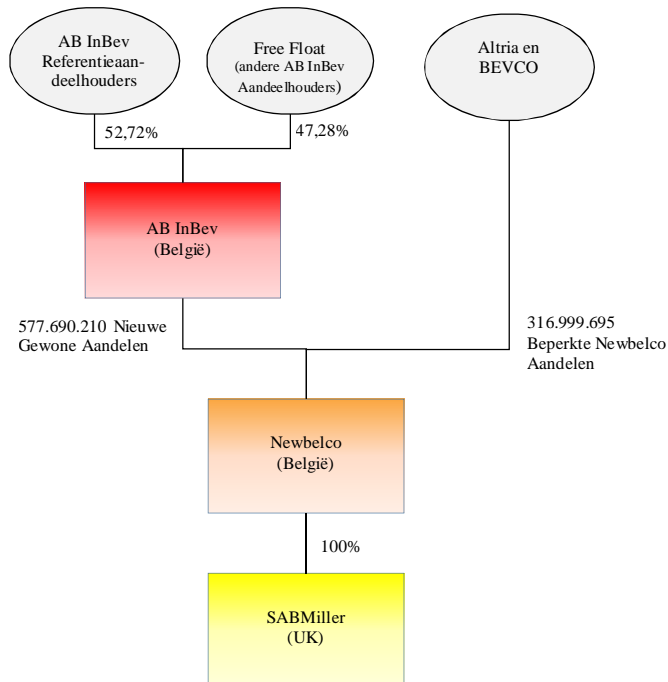 AB InBev
Referentieaan-
deelhouders
Free Float
(andere AB InBev
Aandeelhouders)
Altria en
BEVCO
52,72%
47,28%
AB InBev
(België)
577.690.210 Nieuwe
Gewone Aandelen
316.999.695
Beperkte Newbelco
Aandelen
Newbelco
(België)
100%
SABMiller
(UK)